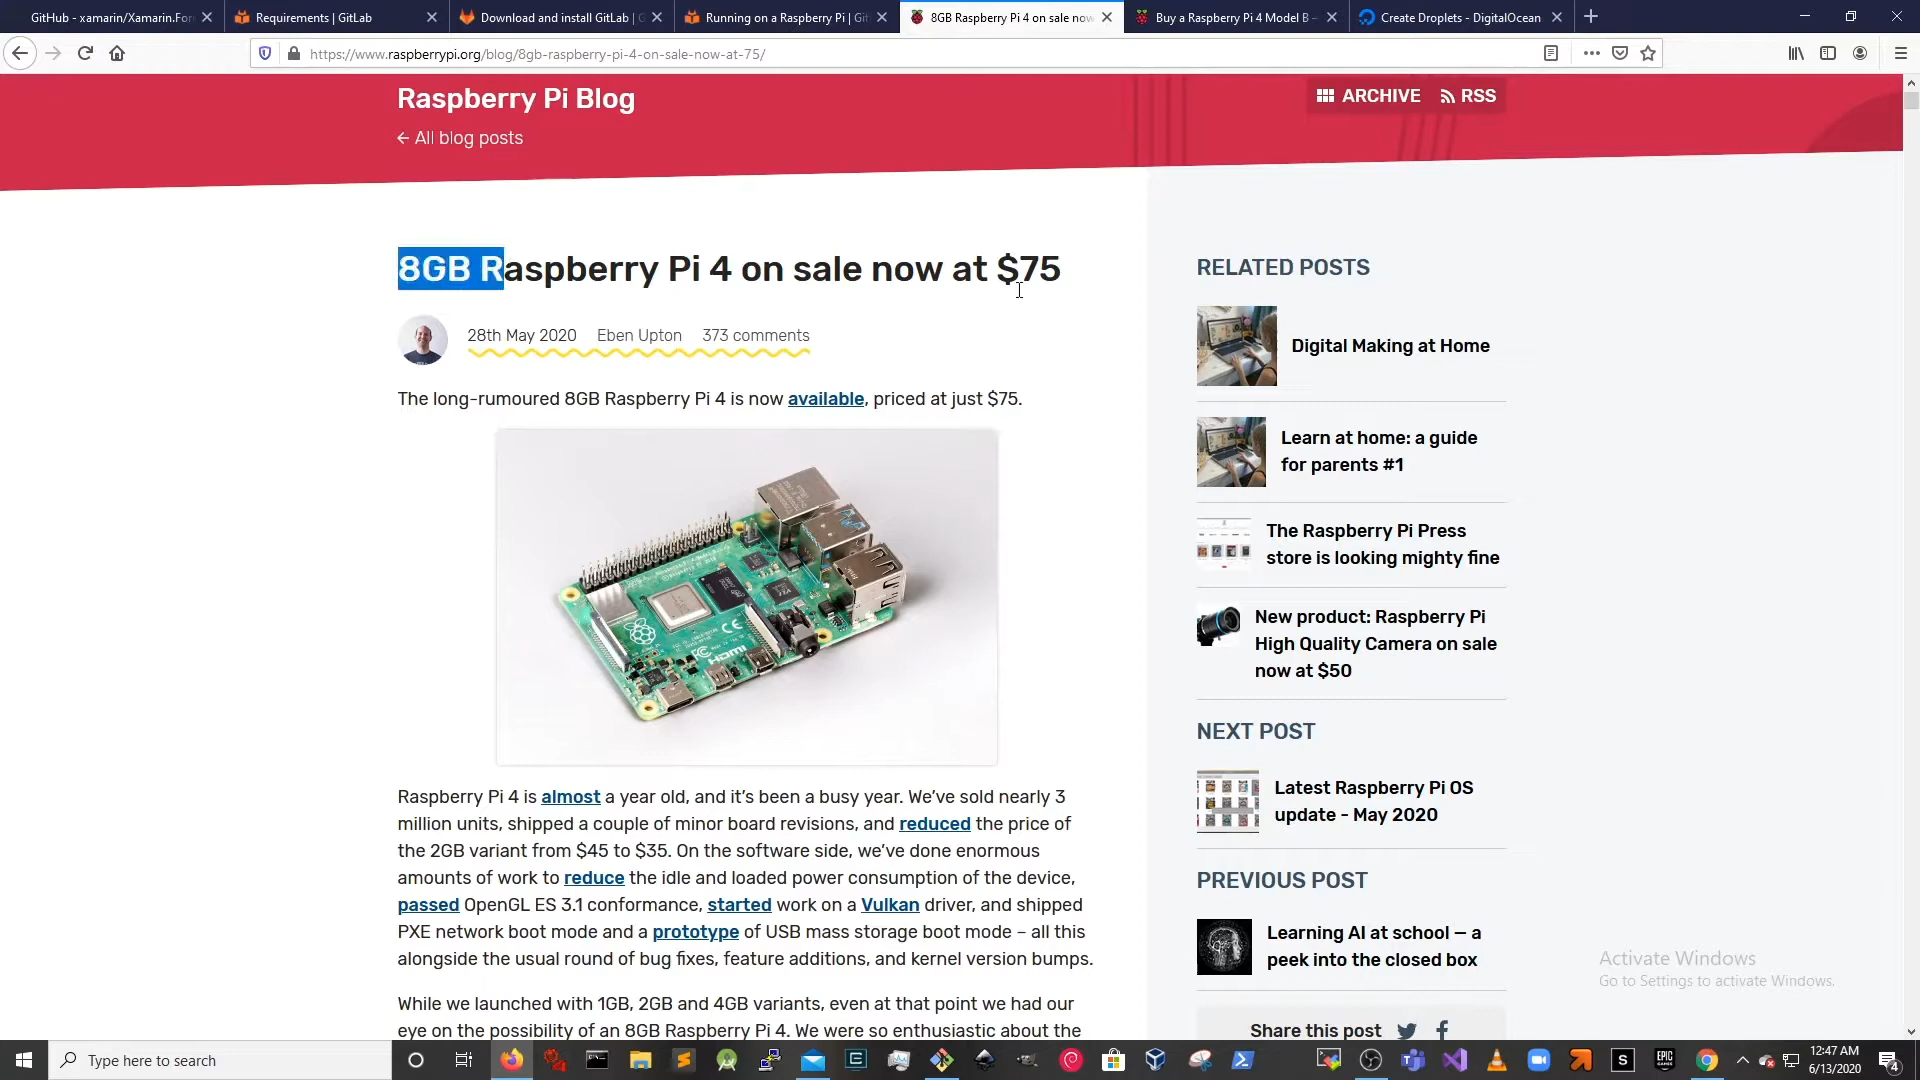 GitHub - xamarin/Xamarin.For
Requirements | GitLab
Download and install GitLab | G
Running on a Raspberry Pi | Git
8GB Raspberry Pi 4 on sale now
Buy a Raspberry Pi 4 Model B –
Create Droplets - DigitalOcean
https://www.raspberrypi.org/blog/8gb-raspberry-pi-4-on-sale-now-at-75/
Raspberry Pi Blog
ARCHIVE
RSS
← All blog posts
8GB Raspberry Pi 4 on sale now at $75
28th May 2020 Eben Upton 373 comments
The long-rumoured 8GB Raspberry Pi 4 is now available, priced at just $75.
HDMI
Raspberry Pi 4 is almost a year old, and it’s been a busy year. We’ve sold nearly 3
million units, shipped a couple of minor board revisions, and reduced the price of
the 2GB variant from $45 to $35. On the software side, we’ve done enormous
amounts of work to reduce the idle and loaded power consumption of the device,
passed OpenGL ES 3.1 conformance, started work on a Vulkan driver, and shipped
PXE network boot mode and a prototype of USB mass storage boot mode – all this
alongside the usual round of bug fixes, feature additions, and kernel version bumps.
While we launched with 1GB, 2GB and 4GB variants, even at that point we had our
eye on the possibility of an 8GB Raspberry Pi 4. We were so enthusiastic about the
RELATED POSTS
Digital Making at Home
Learn at home: a guide
for parents #1
The Raspberry Pi Press
store is looking mighty fine
New product: Raspberry Pi
High Quality Camera on sale
now at $50
NEXT POST
Latest Raspberry Pi OS
update - May 2020
PREVIOUS POST
Learning AI at school – a
peek into the closed box
Share this post
Activate Windows
Go to Settings to activate Windows.
Type here to search
12:47 AM
6/13/2020
4